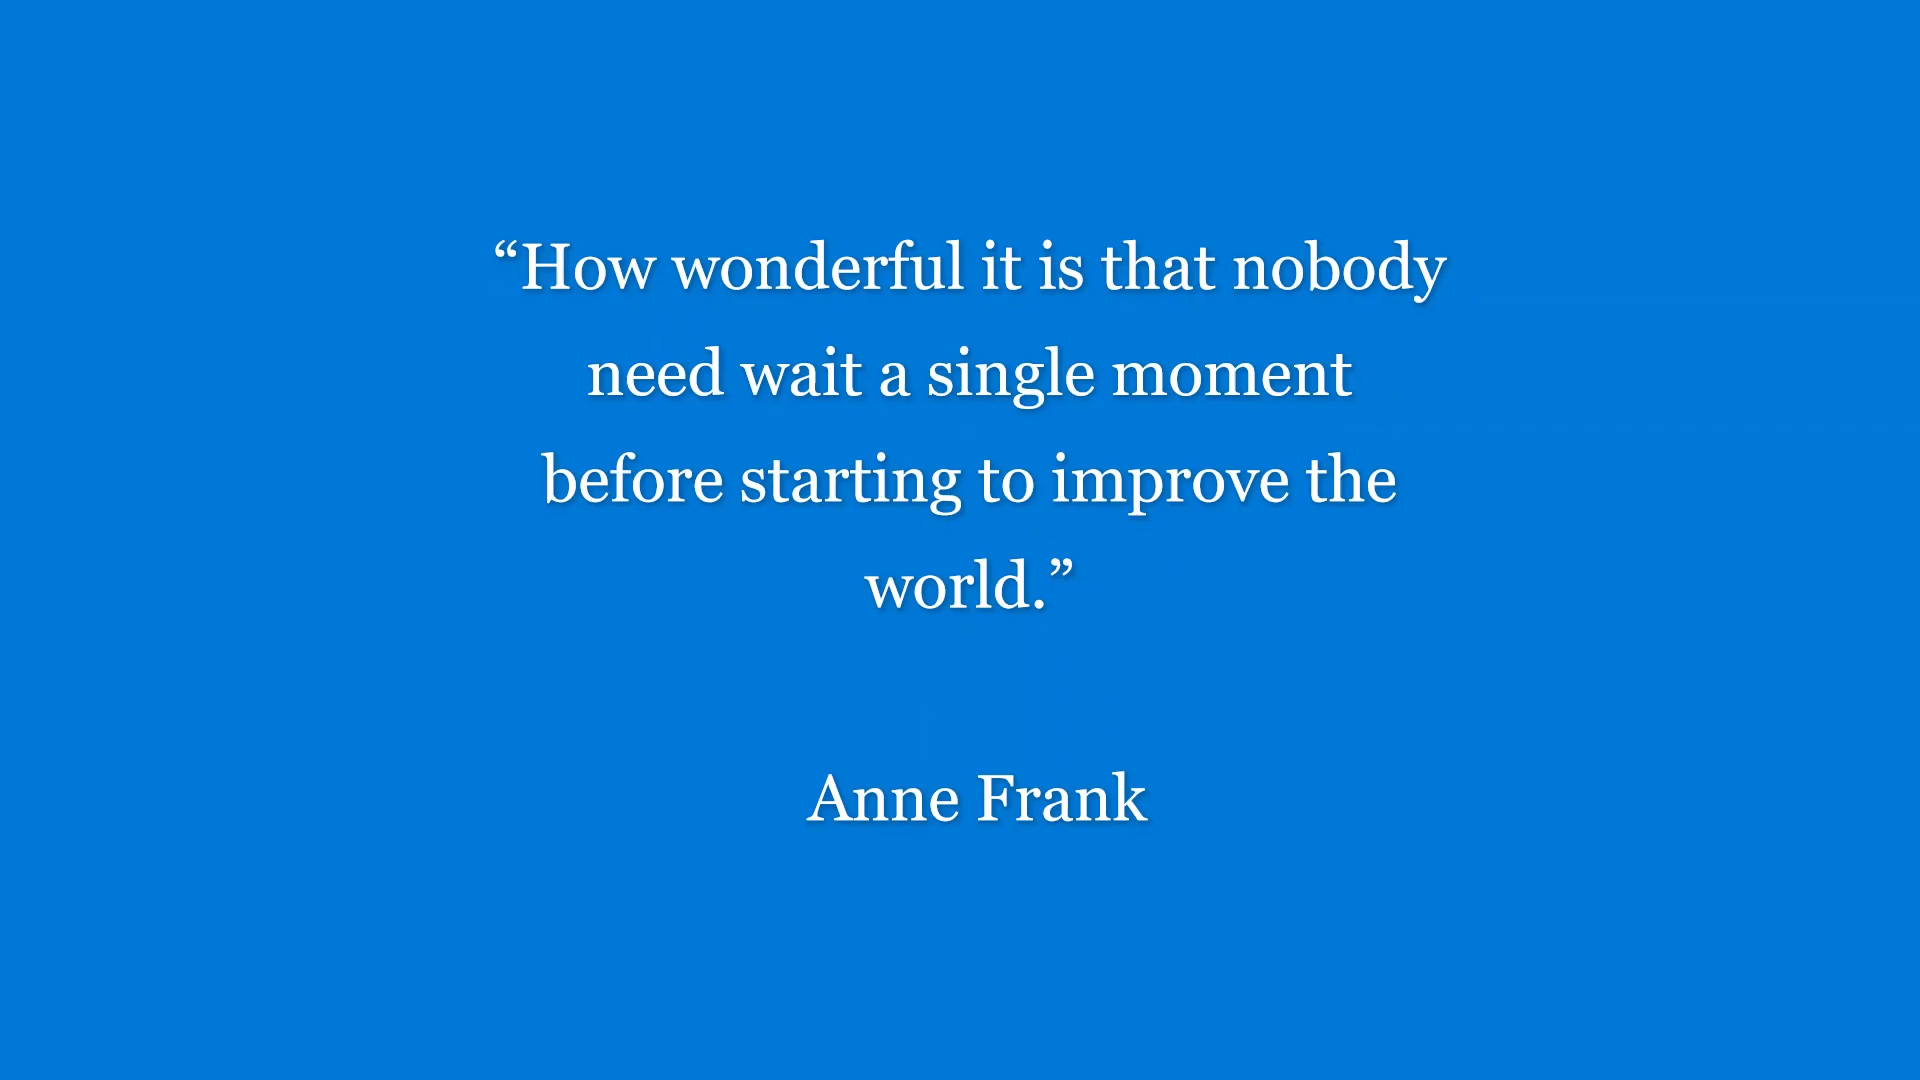 “How wonderful it is that nobody
need wait a single moment
before starting to improve the
world.”
Anne Frank